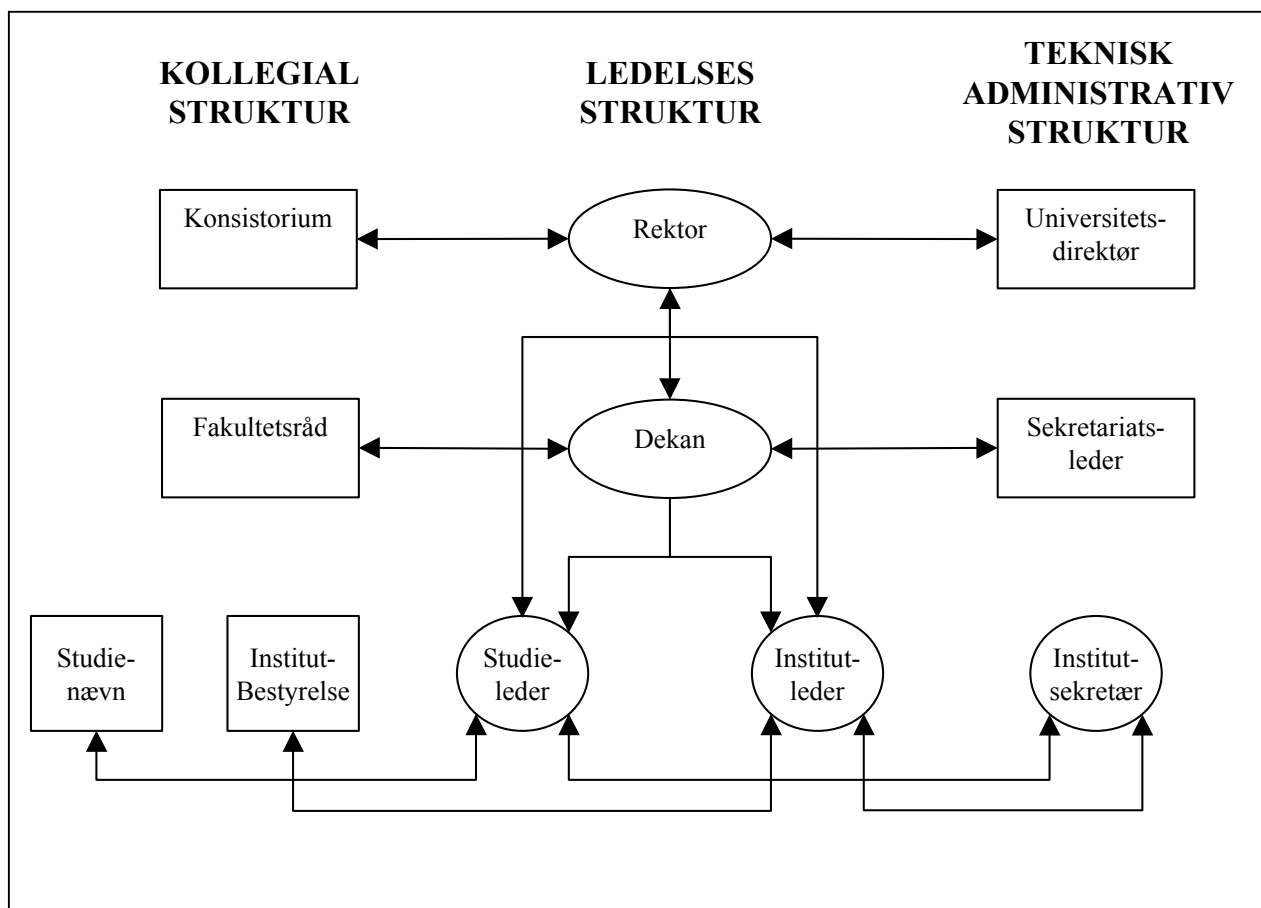 KOLLEGIAL
STRUKTUR
LEDELSES
STRUKTUR
TEKNISK
ADMINISTRATIV
STRUKTUR
Konsistorium
Rektor
Universitets-
direktør
Fakultetsråd
Dekan
Sekretariats-
leder
Studie-
nævn
Institut-
Bestyrelse
Studie-
leder
Institut-
leder
Institut-
sekretær